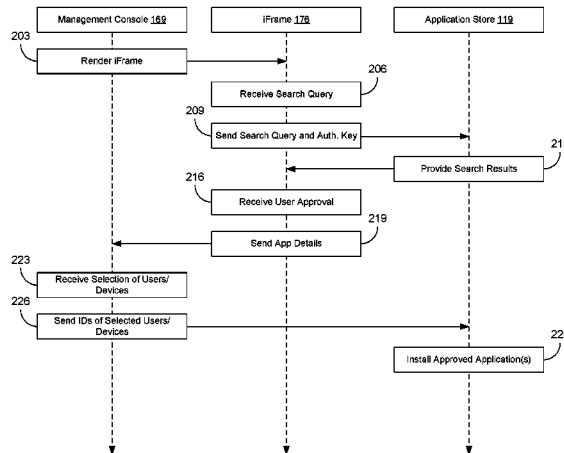 Management Console 169
iFrame 176
Application Store 119
203
Render iFrame
206
Receive Search Query
209
Send Search Query and Auth. Key
21
Provide Search Results
216
Receive User Approval
219
Send App Details
223
Receive Selection of Users/
Devices
226
Send IDs of Selected Users/
Devices
22
Install Approved Application(s)